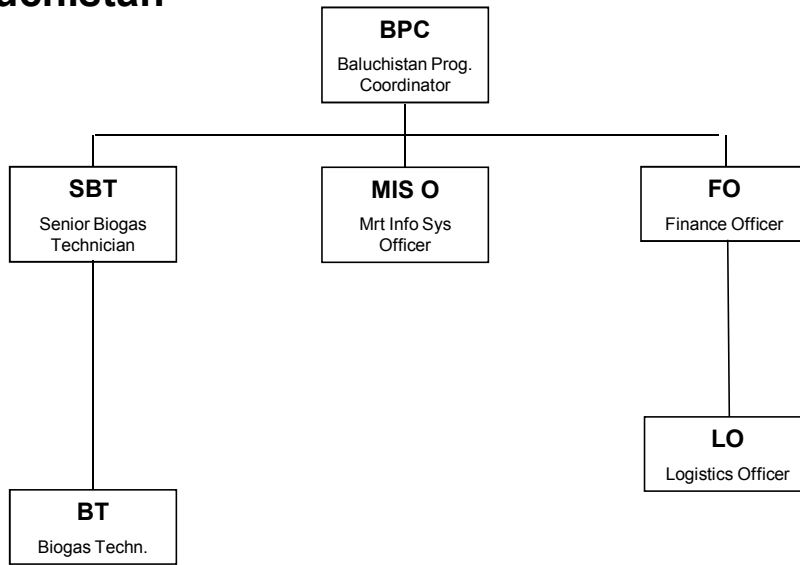 BPC
Baluchistan Prog.
Coordinator
SBT
Senior Biogas
Technician
MIS O
Mrt Info Sys
Officer
FO
Finance Officer
LO
Logistics Officer
BT
Biogas Techn.